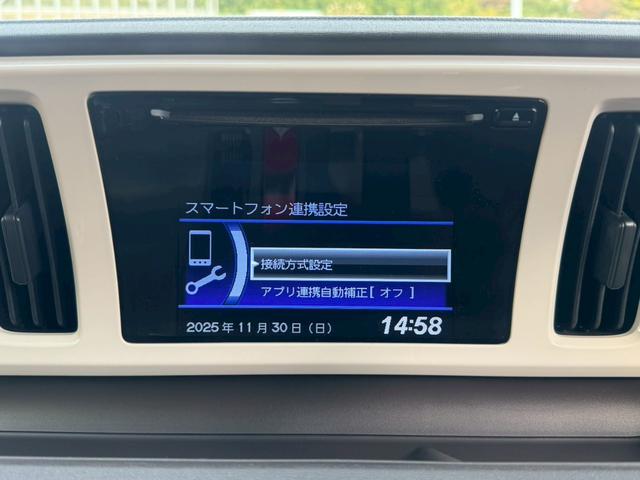 スマートフォン連携設定
接続方式設定
アプリ連携自動補正[ オフ ]
2025 年 11 月 30 日 (日) 14:58